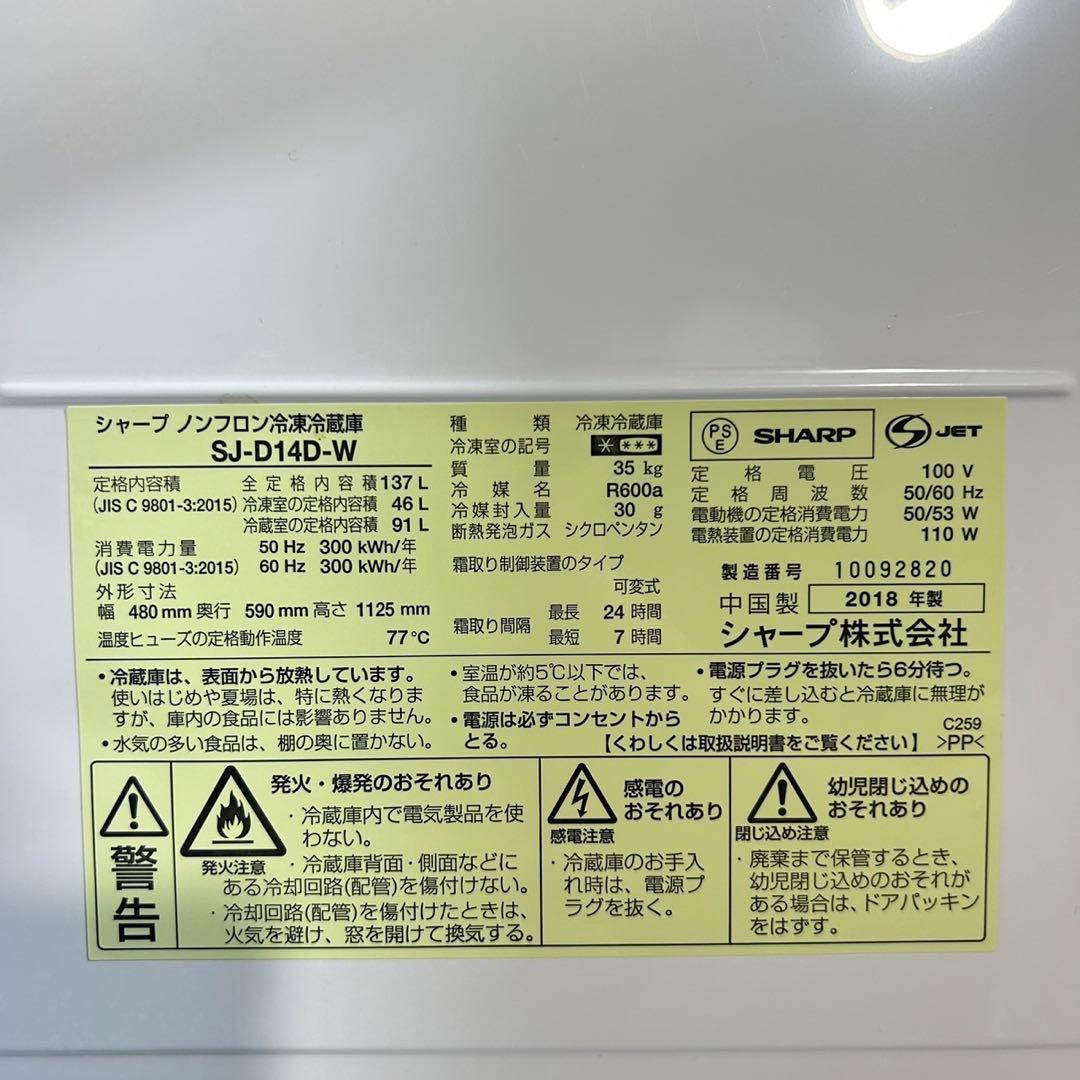 シャープ ノンフロン冷凍冷蔵庫
SJ-D14D-W
定格内容積 全定格内容積 137 L
(JIS C 9801-3:2015) 冷凍室の定格内容積 46 L
冷蔵室の定格内容積 91 L
消費電力量 50 Hz 300 kWh/年
(JIS C 9801-3:2015) 60 Hz 300 kWh/年
外形寸法
幅 480 mm 奥行 590 mm 高さ 1125 mm
温度ヒューズの定格動作温度 77℃
種類 冷凍冷蔵庫
冷凍室の記号 * ***
質量 35 kg
冷媒名 R600a
冷媒封入量 30 g
断熱発泡ガス シクロペンタン
霜取り制御装置のタイプ
可変式
霜取り間隔 最長 24 時間
最短 7 時間
PSE SHARP S JET
定格電圧 100 V
定格周波数 50/60 Hz
電動機の定格消費電力 50/53 W
電熱装置の定格消費電力 110 W
製造番号 10092820
中国製 2018 年製
シャープ株式会社
・冷蔵庫は、表面から放熱しています。
使いはじめや夏場は、特に熱くなりま
すが、庫内の食品には影響ありません。
・水気の多い食品は、棚の奥に置かない。
・室温が約5℃以下では、
食品が凍ることがあります。
・電源は必ずコンセントから
とる。
・電源プラグを抜いたら6分待つ。
すぐに差し込むと冷蔵庫に無理が
かかります。
C259
【くわしくは取扱説明書をご覧ください】 >PP<
警告
発火・爆発のおそれあり
発火注意
・冷蔵庫内で電気製品を使
わない。
・冷蔵庫背面・側面などに
ある冷却回路(配管)を傷付けない。
・冷却回路(配管)を傷付けたときは、
火気を避け、窓を開けて換気する。
感電の
おそれあり
感電注意
・冷蔵庫のお手入
れ時は、電源プ
ラグを抜く。
幼児閉じ込めの
おそれあり
閉じ込め注意
・廃棄まで保管するとき、
幼児閉じ込めのおそれが
ある場合は、ドアパッキン
をはずす。